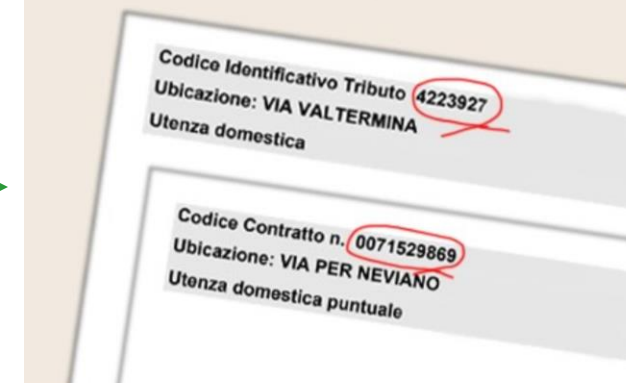 Codice Identificativo Tributo 4223927
Ubicazione: VIA VALTERMINA
Utenza domestica
Codice Contratto n. 0071529869
Ubicazione: VIA PER NEVIANO
Utenza domestica puntuale